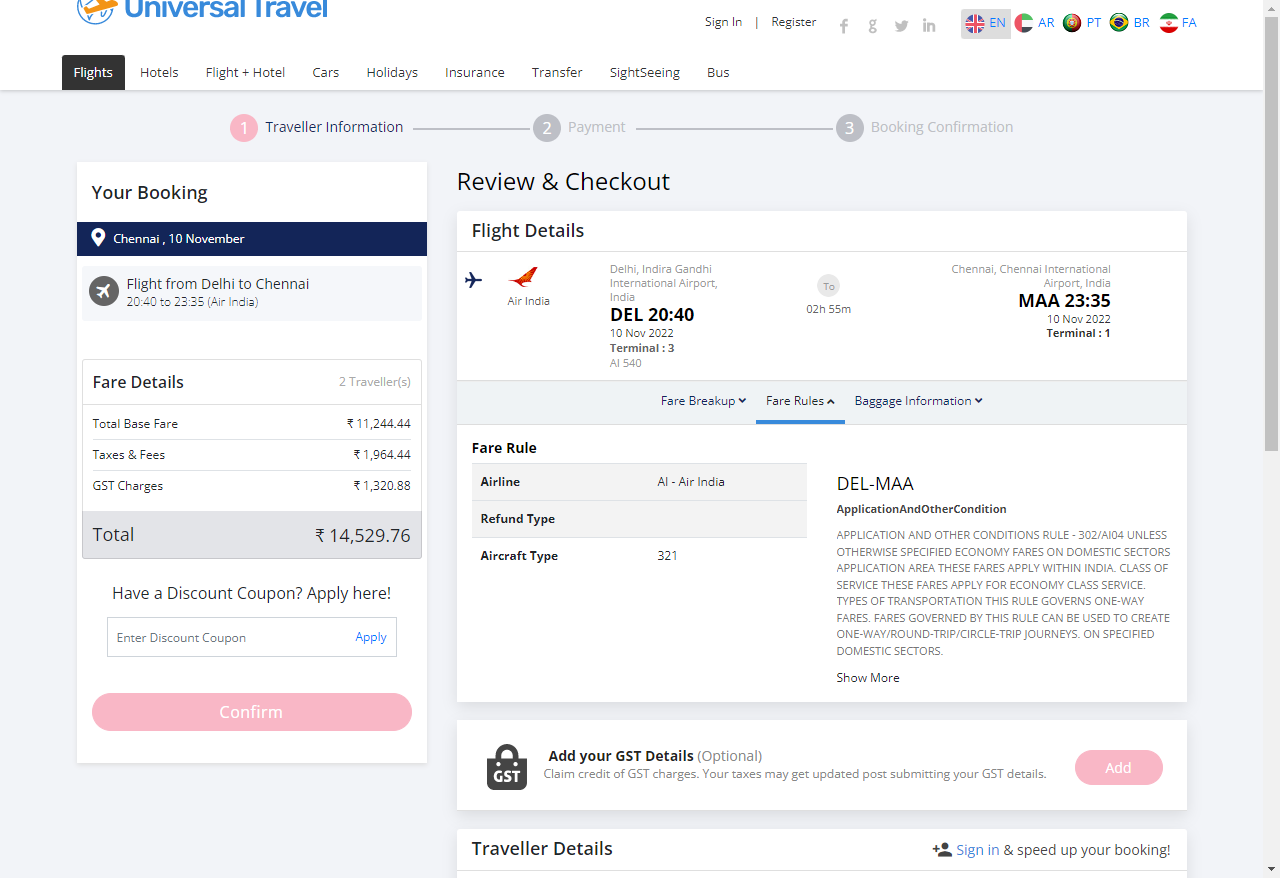 Universal Travel
Sign In | Register
EN AR PT BR FA
Flights Hotels Flight + Hotel Cars Holidays Insurance Transfer SightSeeing Bus
1 Traveller Information 2 Payment 3 Booking Confirmation
Your Booking
Chennai , 10 November
Flight from Delhi to Chennai
20:40 to 23:35 (Air India)
Fare Details 2 Traveller(s)
Total Base Fare ₹ 11,244.44
Taxes & Fees ₹ 1,964.44
GST Charges ₹ 1,320.88
Total ₹ 14,529.76
Have a Discount Coupon? Apply here!
Enter Discount Coupon Apply
Confirm
Review & Checkout
Flight Details
Air India
Delhi, Indira Gandhi
International Airport,
India
DEL 20:40
10 Nov 2022
Terminal : 3
AI 540
To
02h 55m
Chennai, Chennai International
Airport, India
MAA 23:35
10 Nov 2022
Terminal : 1
Fare Breakup Fare Rules Baggage Information
Fare Rule
Airline AI - Air India
Refund Type
Aircraft Type 321
DEL-MAA
ApplicationAndOtherCondition
APPLICATION AND OTHER CONDITIONS RULE - 302/AI04 UNLESS
OTHERWISE SPECIFIED ECONOMY FARES ON DOMESTIC SECTORS
APPLICATION AREA THESE FARES APPLY WITHIN INDIA. CLASS OF
SERVICE THESE FARES APPLY FOR ECONOMY CLASS SERVICE.
TYPES OF TRANSPORTATION THIS RULE GOVERNS ONE-WAY
FARES. FARES GOVERNED BY THIS RULE CAN BE USED TO CREATE
ONE-WAY/ROUND-TRIP/CIRCLE-TRIP JOURNEYS. ON SPECIFIED
DOMESTIC SECTORS.
Show More
GST
Add your GST Details (Optional)
Claim credit of GST charges. Your taxes may get updated post submitting your GST details.
Add
Traveller Details
Sign in & speed up your booking!